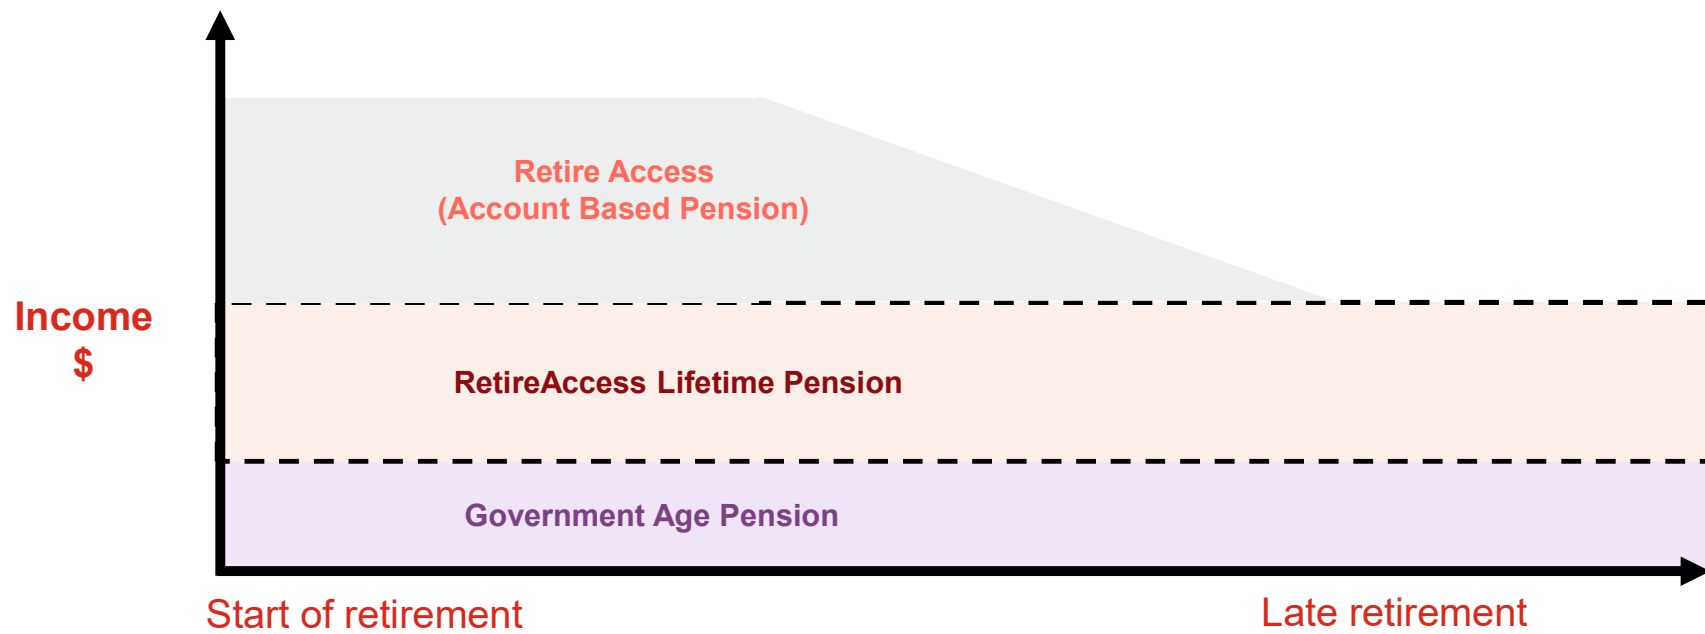 Retire Access
(Account Based Pension)
Income
$
RetireAccess Lifetime Pension
Government Age Pension
Start of retirement
Late retirement